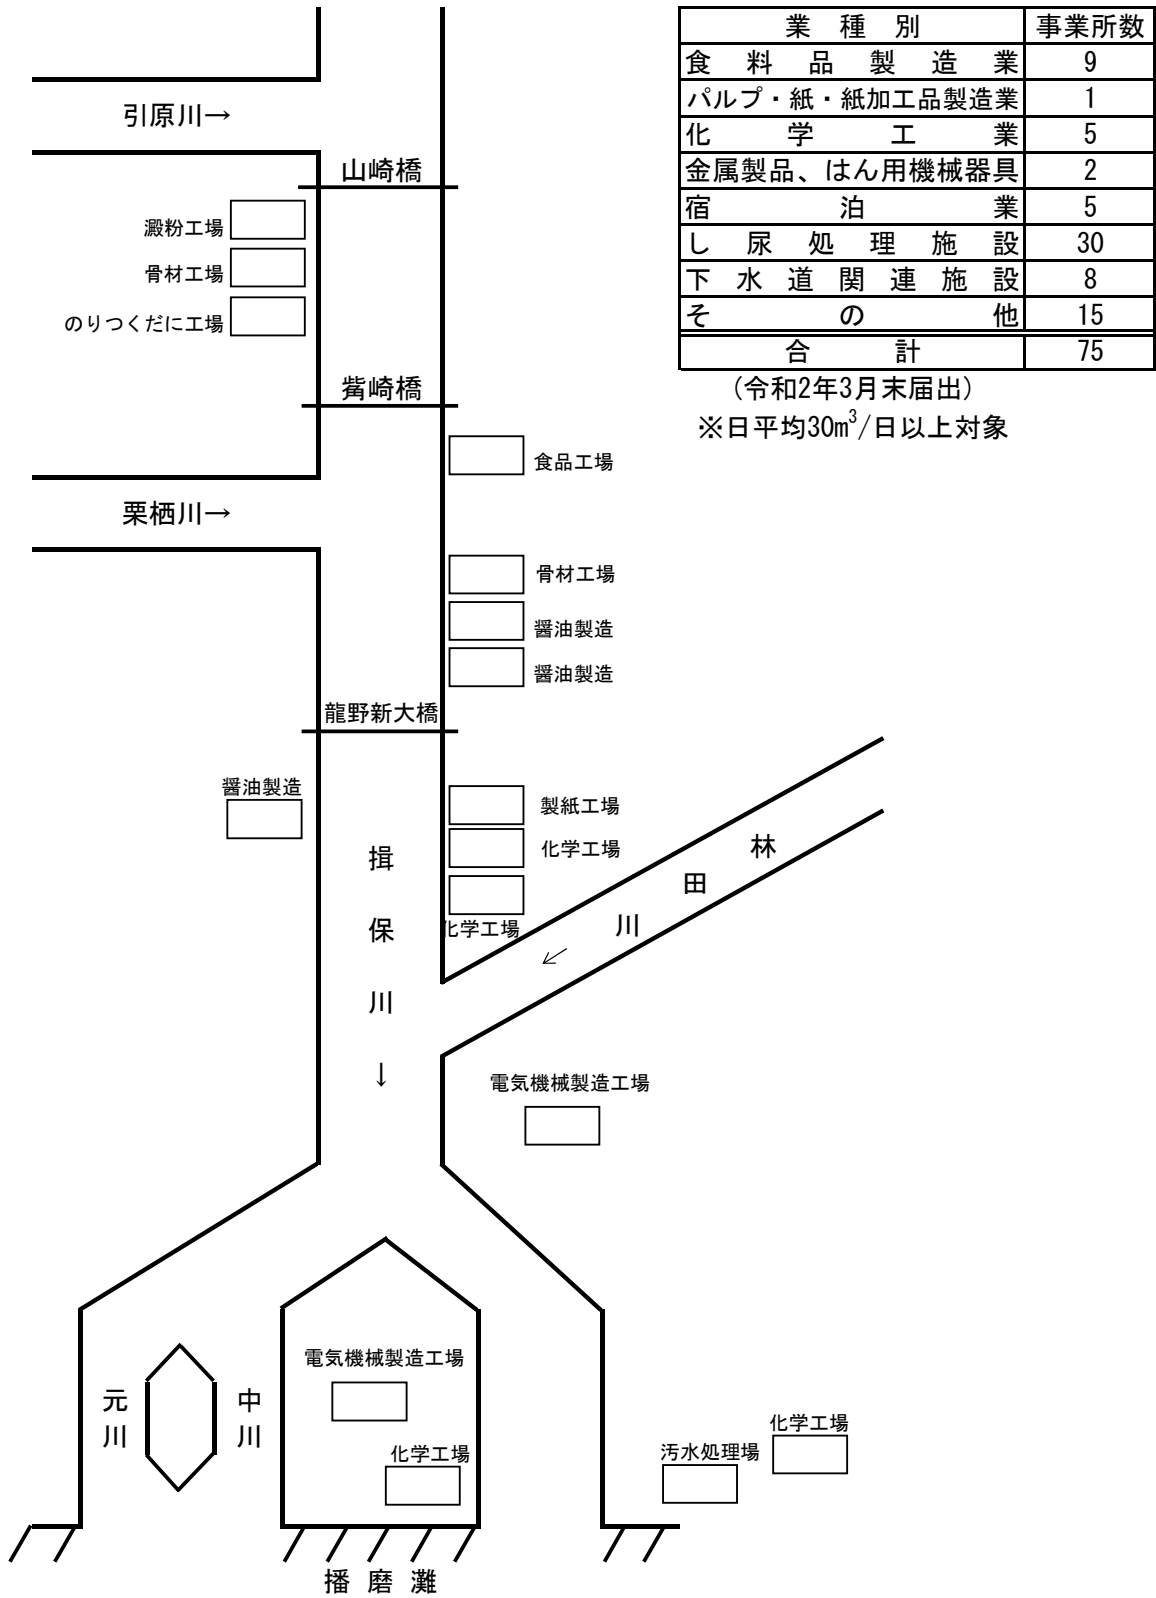 業種別 事業所数
食料品製造業 9
パルプ・紙・紙加工品製造業 1
化学工業 5
金属製品、はん用機械器具 2
宿泊業 5
し尿処理施設 30
下水道関連施設 8
その他 15
合計 75
（令和2年3月末届出）
※日平均30m³/日以上対象
引原川→
山崎橋
澱粉工場
骨材工場
のりつくだに工場
觜崎橋
食品工場
栗栖川→
骨材工場
醤油製造
醤油製造
龍野新大橋
醤油製造
製紙工場
化学工場
化学工場
林田川
←
揖保川
↓
電気機械製造工場
元川
中川
電気機械製造工場
化学工場
化学工場
汚水処理場
播磨灘